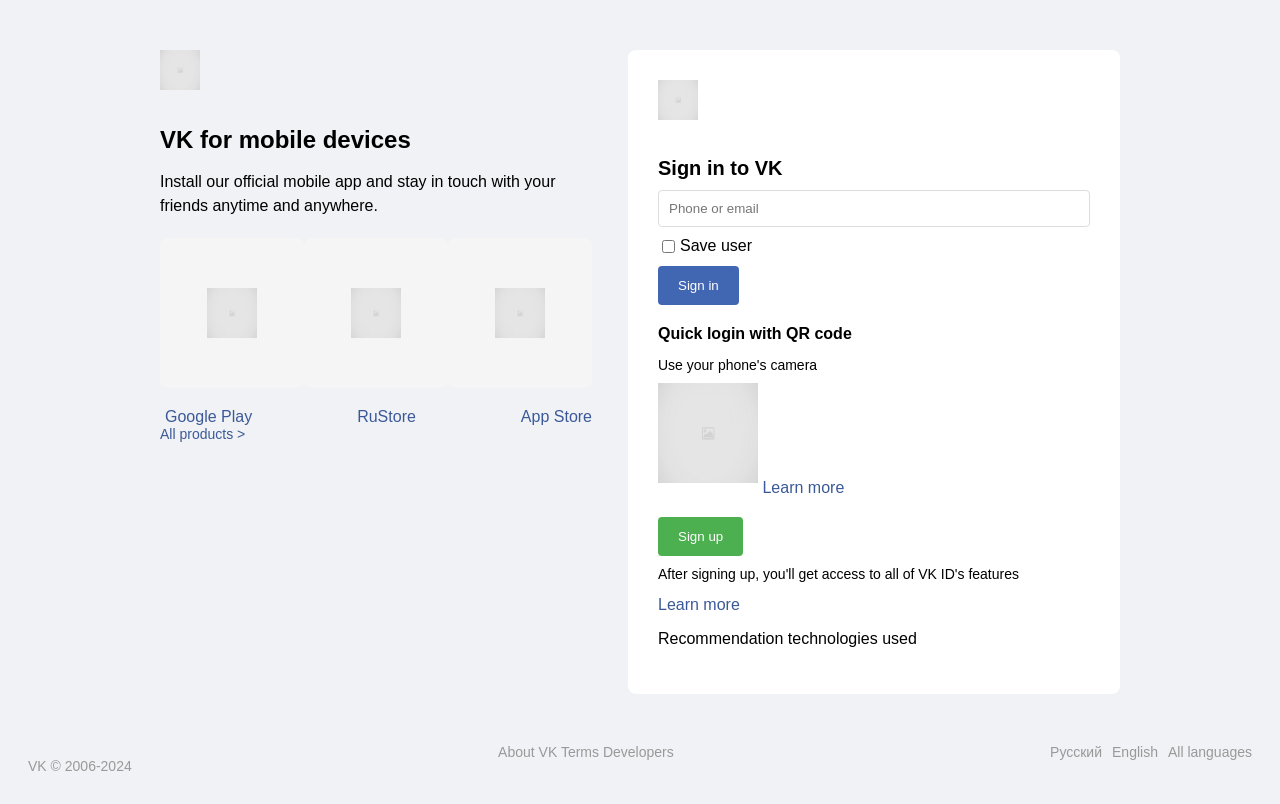 VK for mobile devices
Install our official mobile app and stay in touch with your
friends anytime and anywhere.
Google Play RuStore App Store
All products >
Sign in to VK
Phone or email
Save user
Sign in
Quick login with QR code
Use your phone's camera
Learn more
Sign up
After signing up, you'll get access to all of VK ID's features
Learn more
Recommendation technologies used
VK © 2006-2024
About VK Terms Developers
Русский English All languages